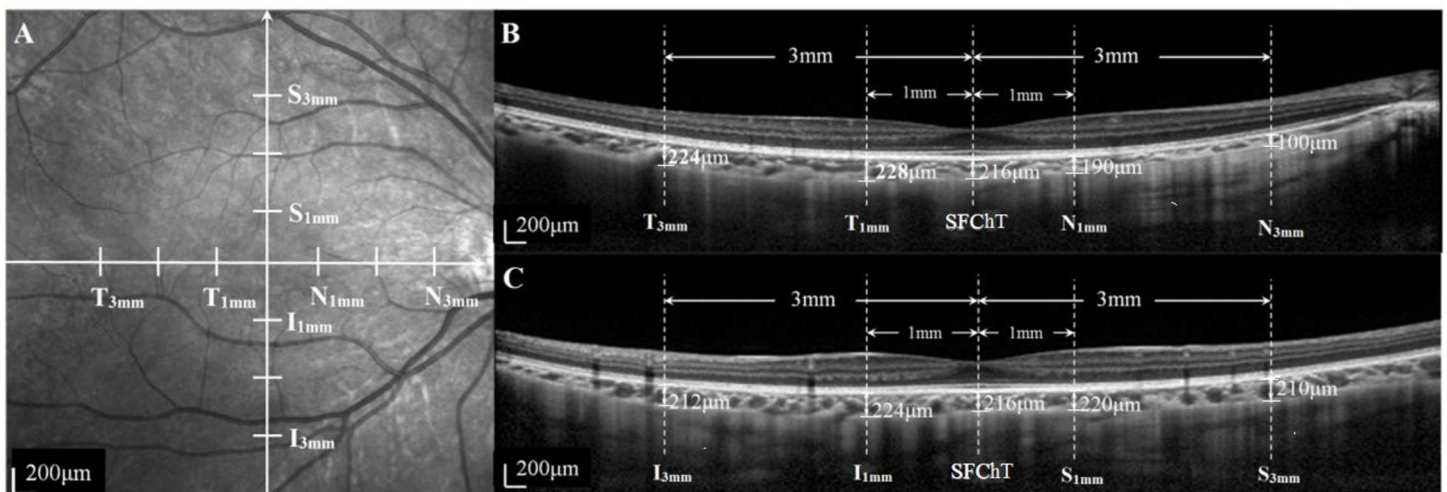 A
S3mm
S1mm
T3mm T1mm N1mm N3mm
I1mm
I3mm
200μm
B
3mm 3mm
1mm 1mm
224μm 228μm 216μm 190μm 100μm
T3mm T1mm SFChT N1mm N3mm
200μm
C
3mm 3mm
1mm 1mm
212μm 224μm 216μm 220μm 210μm
I3mm I1mm SFChT S1mm S3mm
200μm